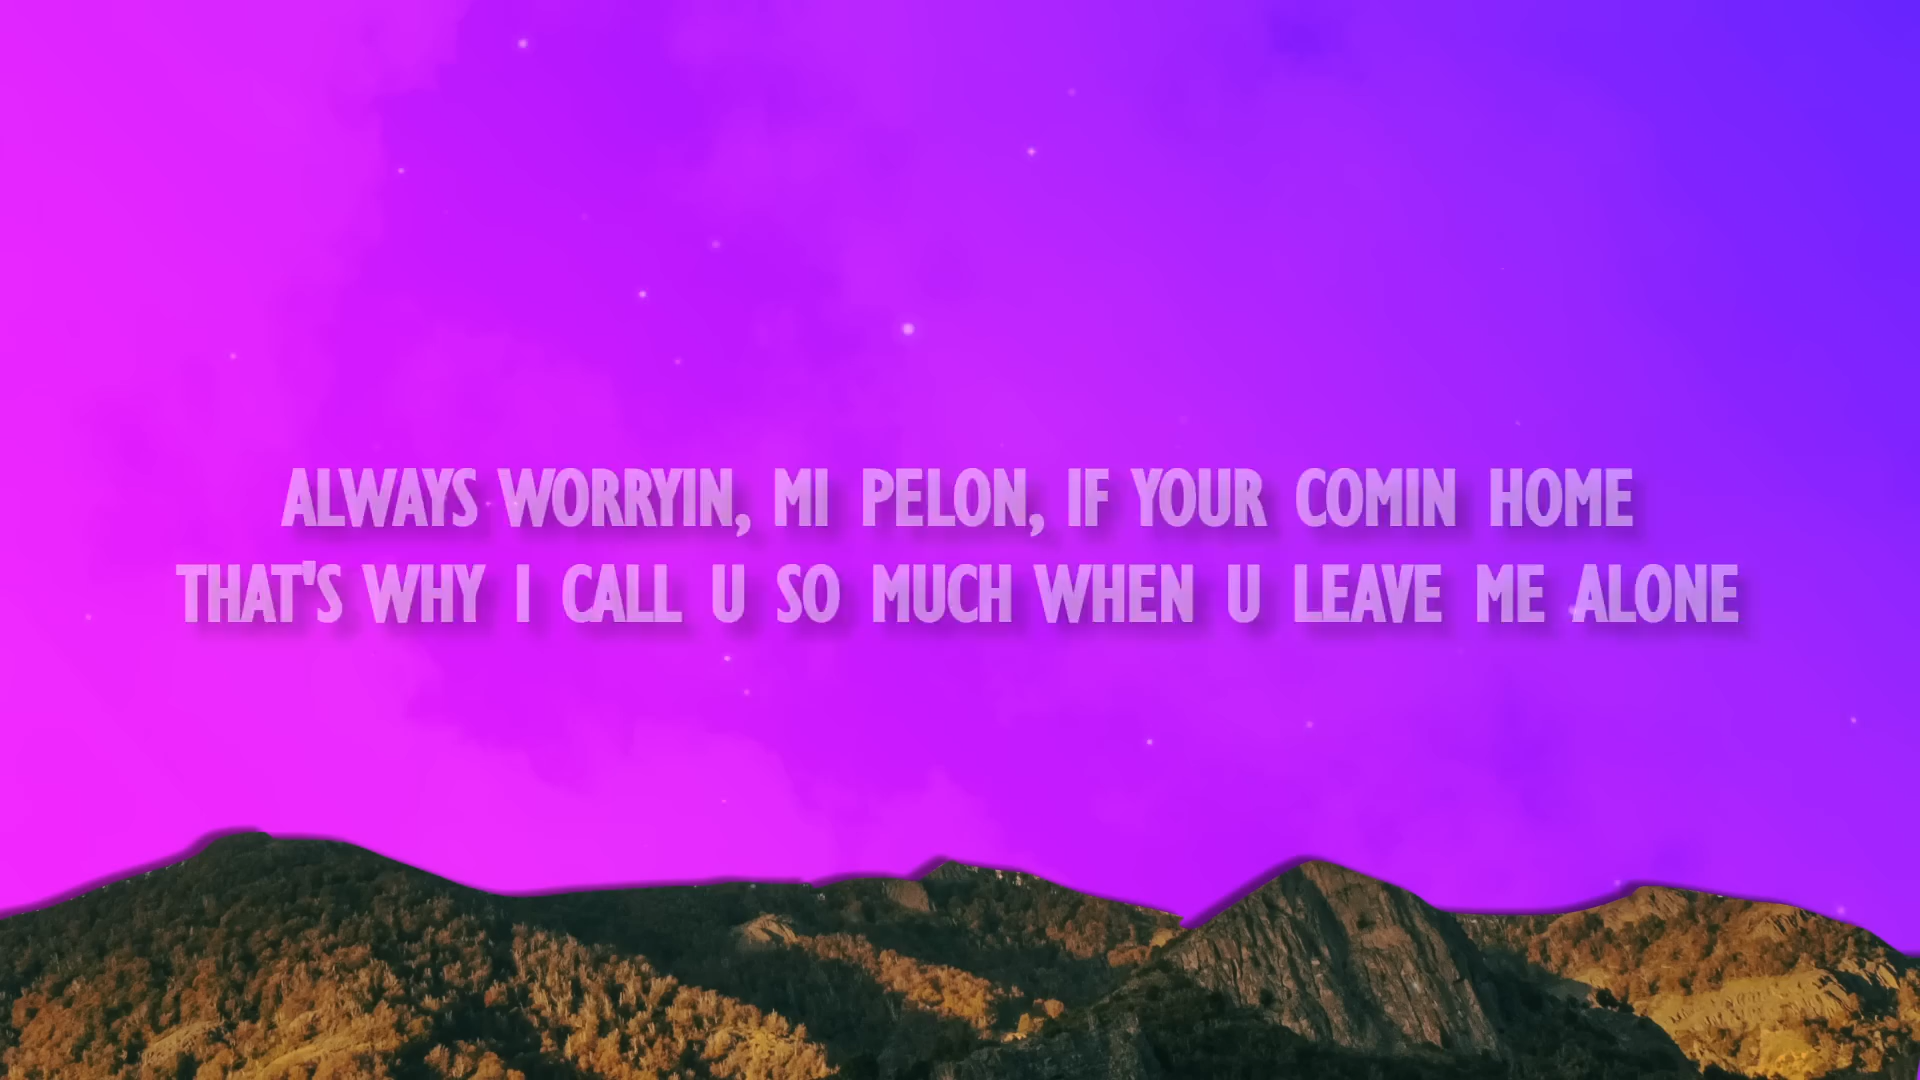 ALWAYS WORRYIN, MI PELON, IF YOUR COMIN HOME
THAT'S WHY I CALL U SO MUCH WHEN U LEAVE ME ALONE